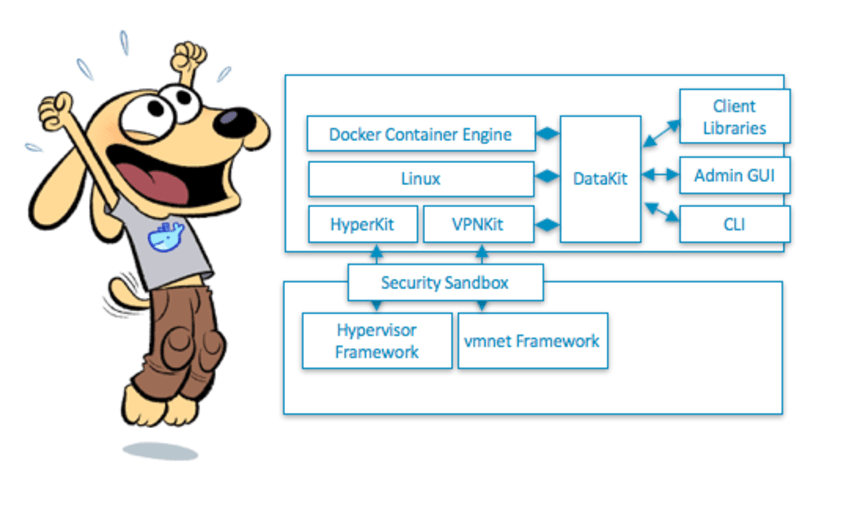 Docker Container Engine
Linux
HyperKit
VPNKit
DataKit
Client
Libraries
Admin GUI
CLI
Security Sandbox
Hypervisor
Framework
vmnet Framework